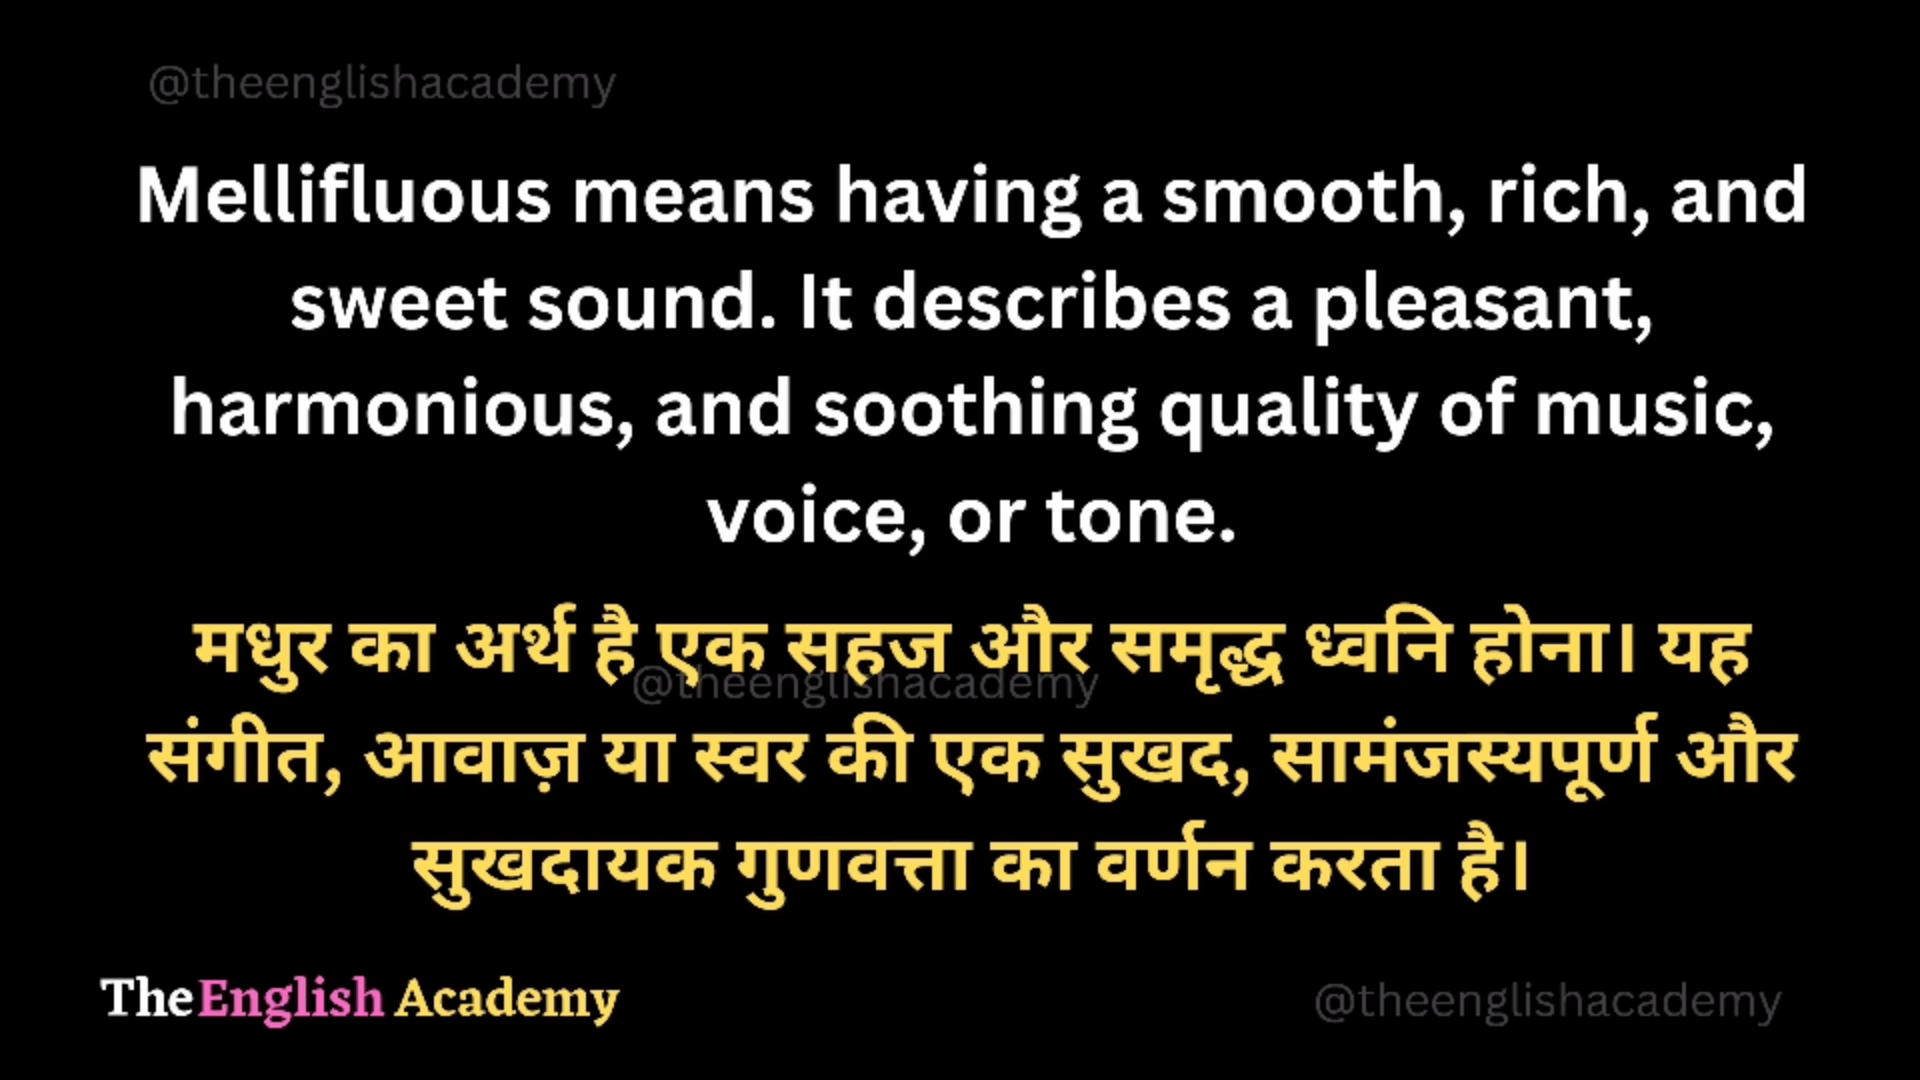 @theenglishacademy
Mellifluous means having a smooth, rich, and
sweet sound. It describes a pleasant,
harmonious, and soothing quality of music,
voice, or tone.
मधुर का अर्थ है एक सहज और समृद्ध ध्वनि होना। यह
@theenglishacademy
संगीत, आवाज़ या स्वर की एक सुखद, सामंजस्यपूर्ण और
सुखदायक गुणवत्ता का वर्णन करता है।
The English Academy
@theenglishacademy